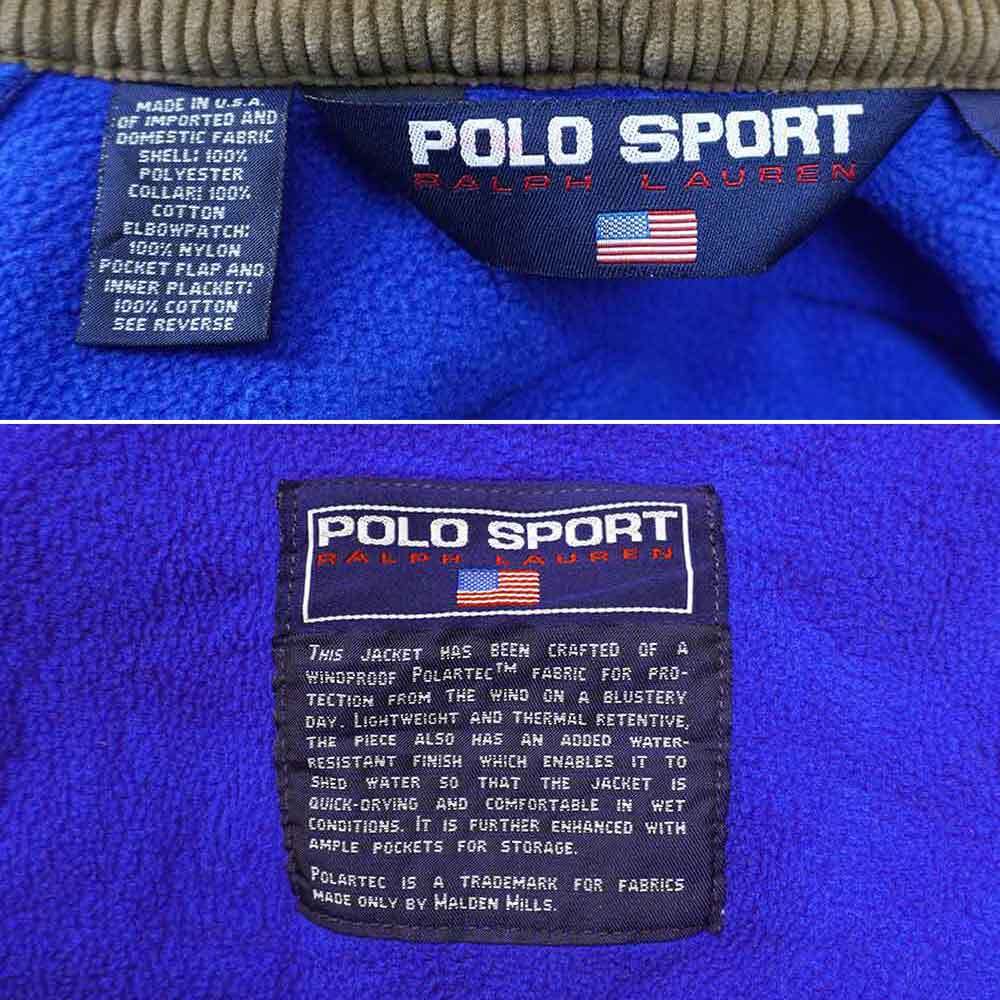 MADE IN U.S.A.
OF IMPORTED AND
DOMESTIC FABRIC
SHELL: 100%
POLYESTER
COLLAR: 100%
COTTON
ELBOWPATCH:
100% NYLON
POCKET FLAP AND
INNER PLACKET:
100% COTTON
SEE REVERSE
POLO SPORT
RALPH LAUREN
POLO SPORT
RALPH LAUREN
THIS JACKET HAS BEEN CRAFTED OF A
WINDPROOF POLARTEC™ FABRIC FOR PRO-
TECTION FROM THE WIND ON A BLUSTERY
DAY. LIGHTWEIGHT AND THERMAL RETENTIVE,
THE PIECE ALSO HAS AN ADDED WATER-
RESISTANT FINISH WHICH ENABLES IT TO
SHED WATER SO THAT THE JACKET IS
QUICK-DRYING AND COMFORTABLE IN WET
CONDITIONS. IT IS FURTHER ENHANCED WITH
AMPLE POCKETS FOR STORAGE.
POLARTEC IS A TRADEMARK FOR FABRICS
MADE ONLY BY MALDEN MILLS.